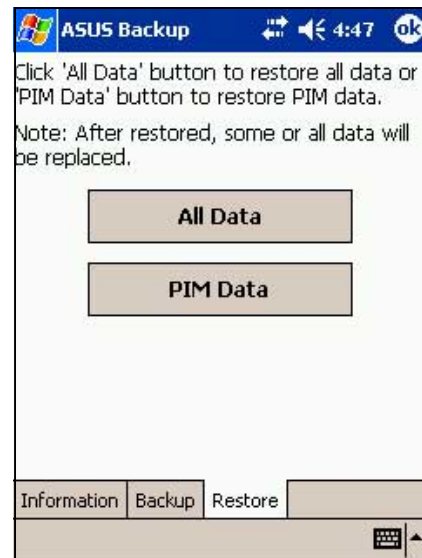 ASUS Backup 4:47 ok
Click 'All Data' button to restore all data or
'PIM Data' button to restore PIM data.
Note: After restored, some or all data will
be replaced.
All Data
PIM Data
Information Backup Restore